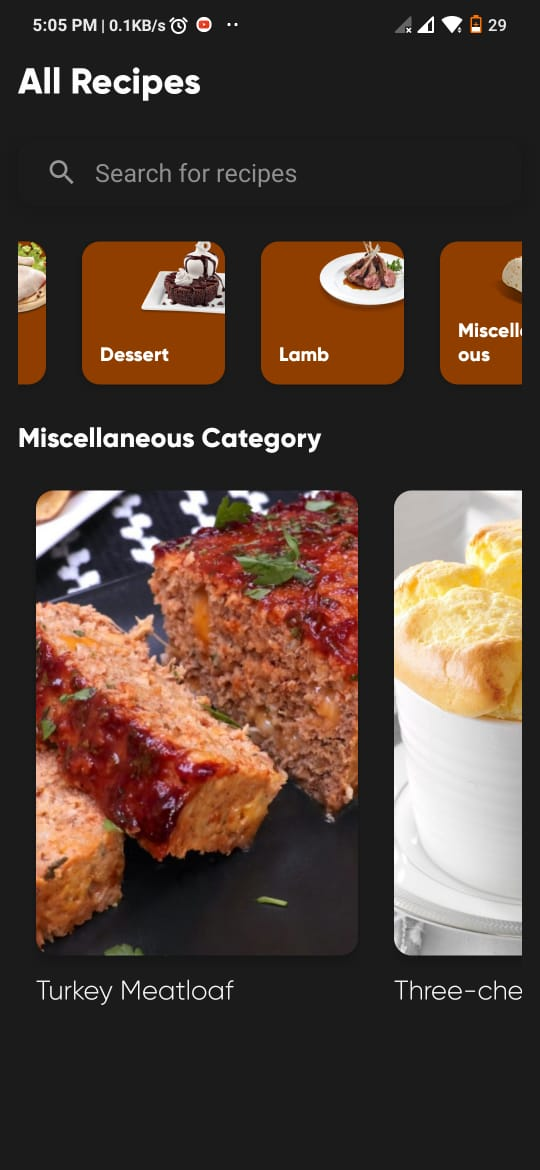 5:05 PM | 0.1KB/s
29
All Recipes
Search for recipes
Dessert
Lamb
Miscell
ous
Miscellaneous Category
Turkey Meatloaf
Three-che